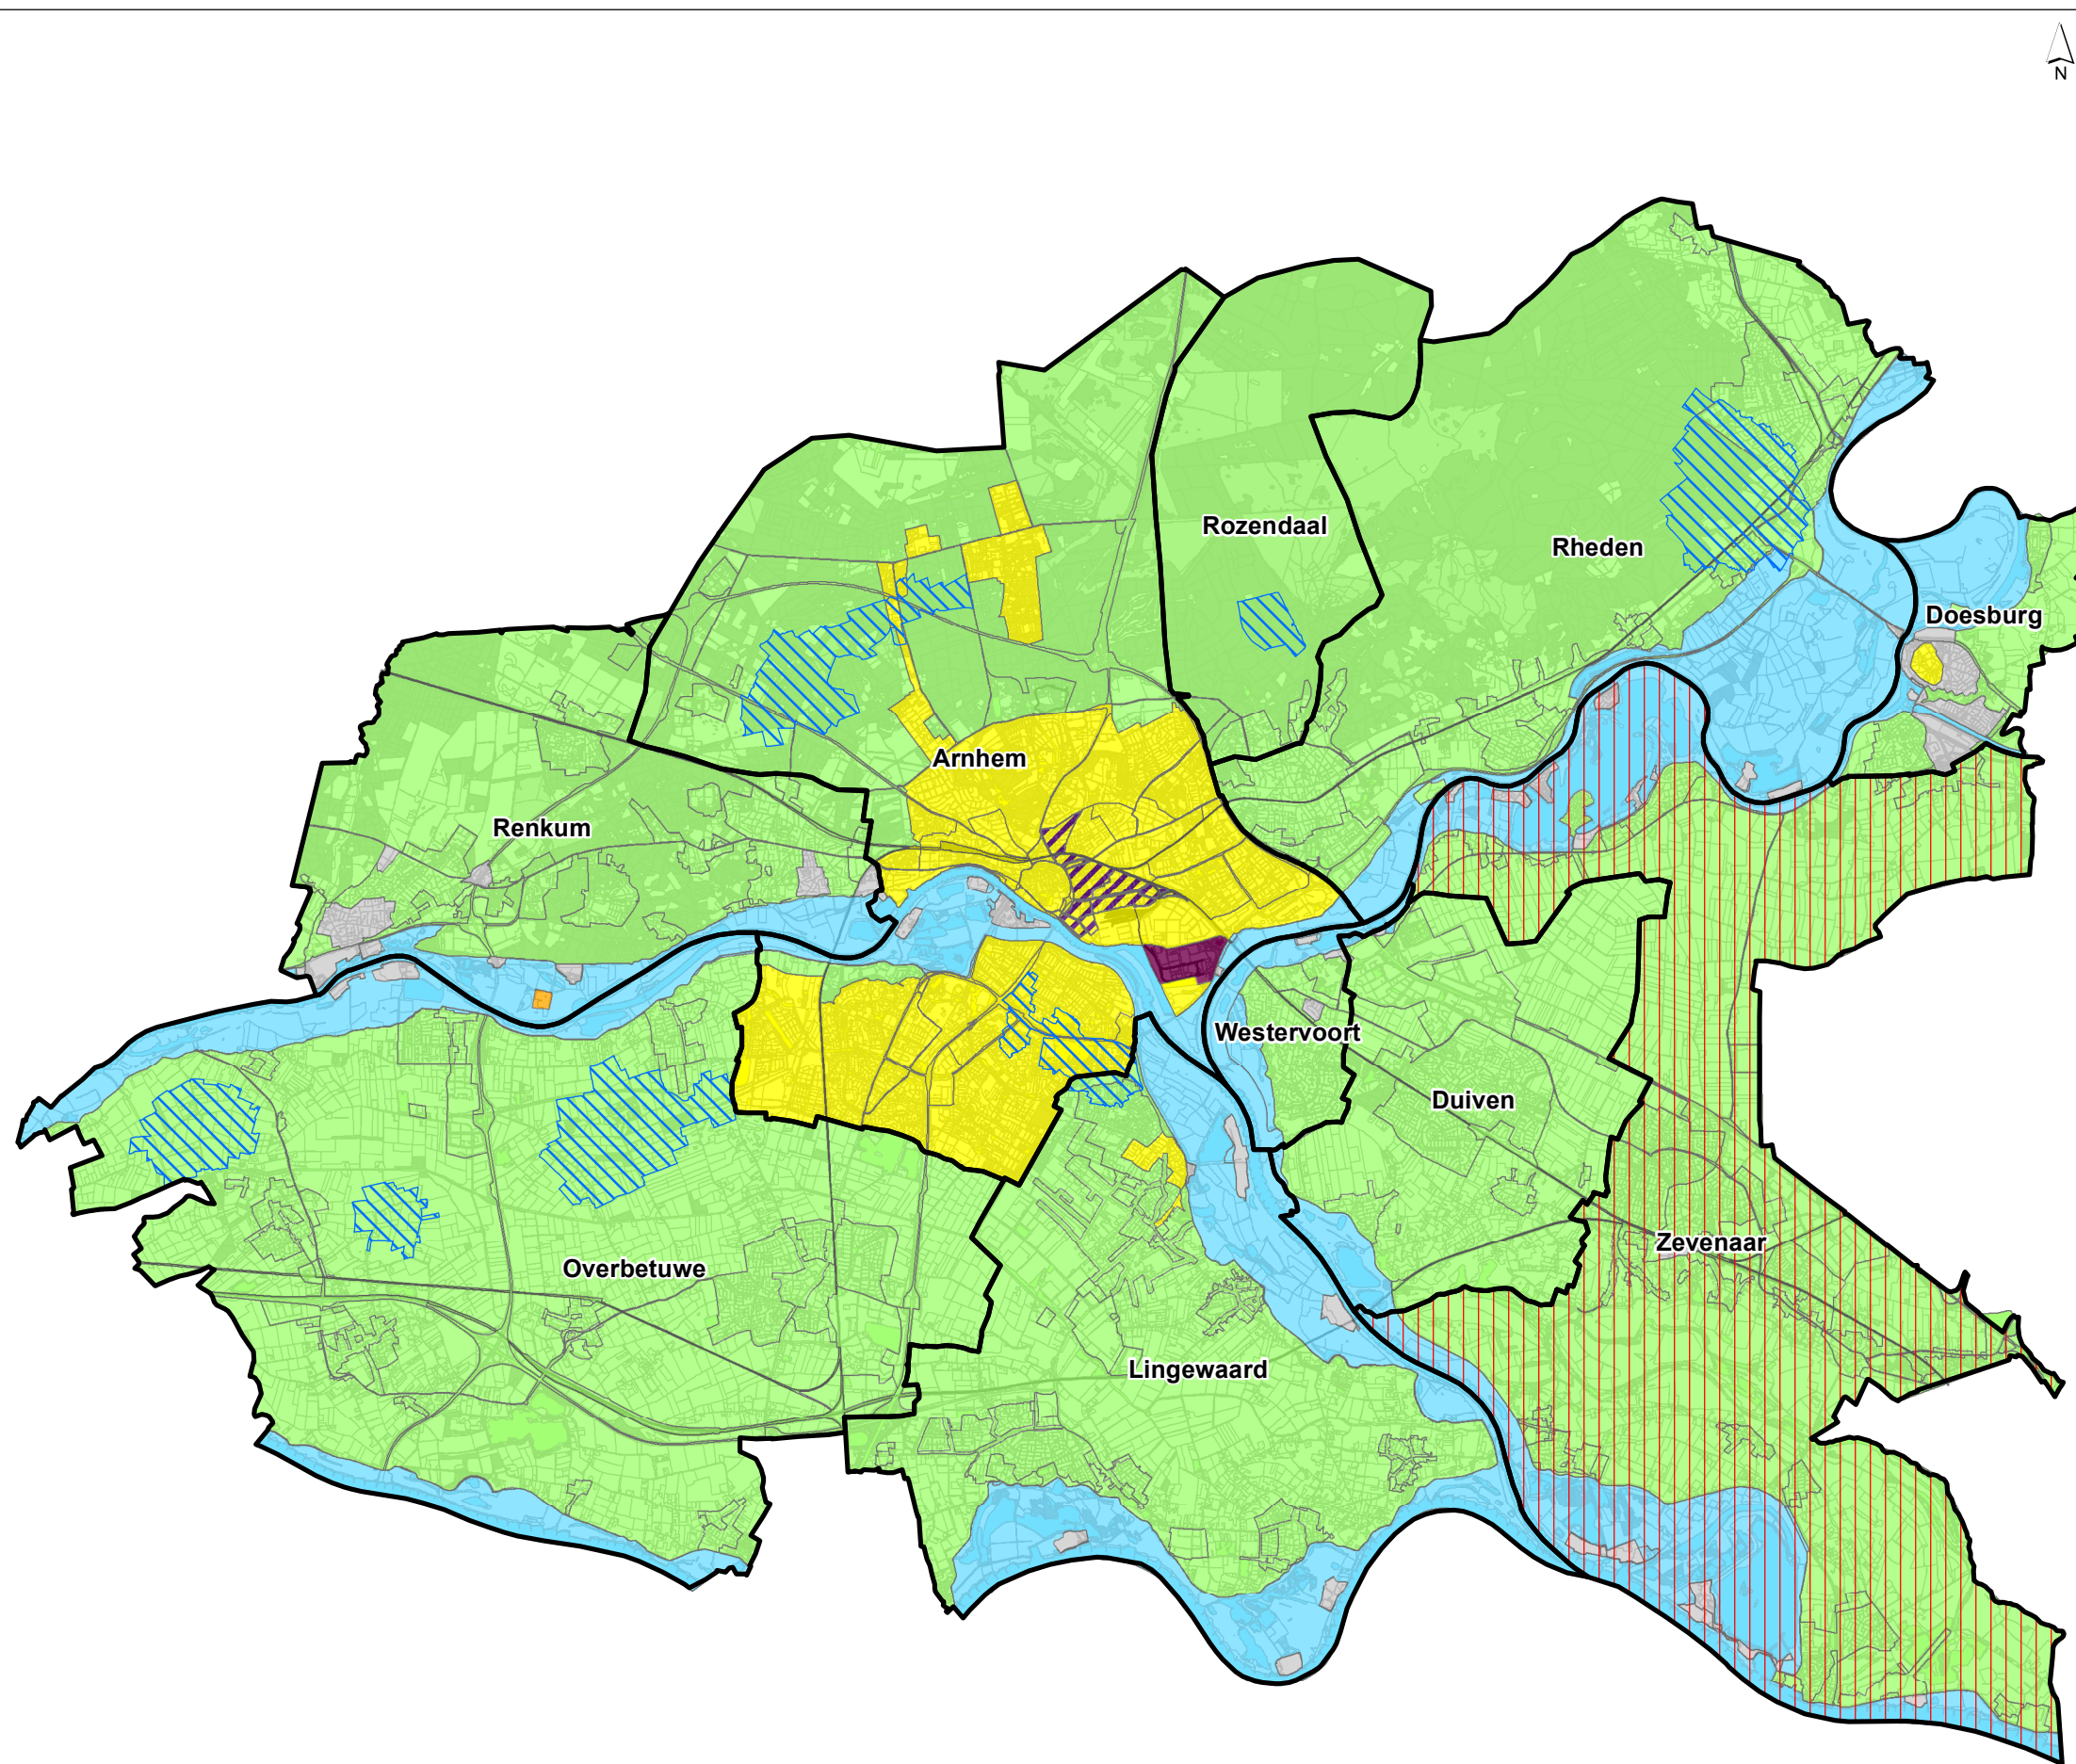 N
Rozendaal
Rheden
Doesburg
Arnhem
Renkum
Westervoort
Duiven
Zevenaar
Overbetuwe
Lingewaard